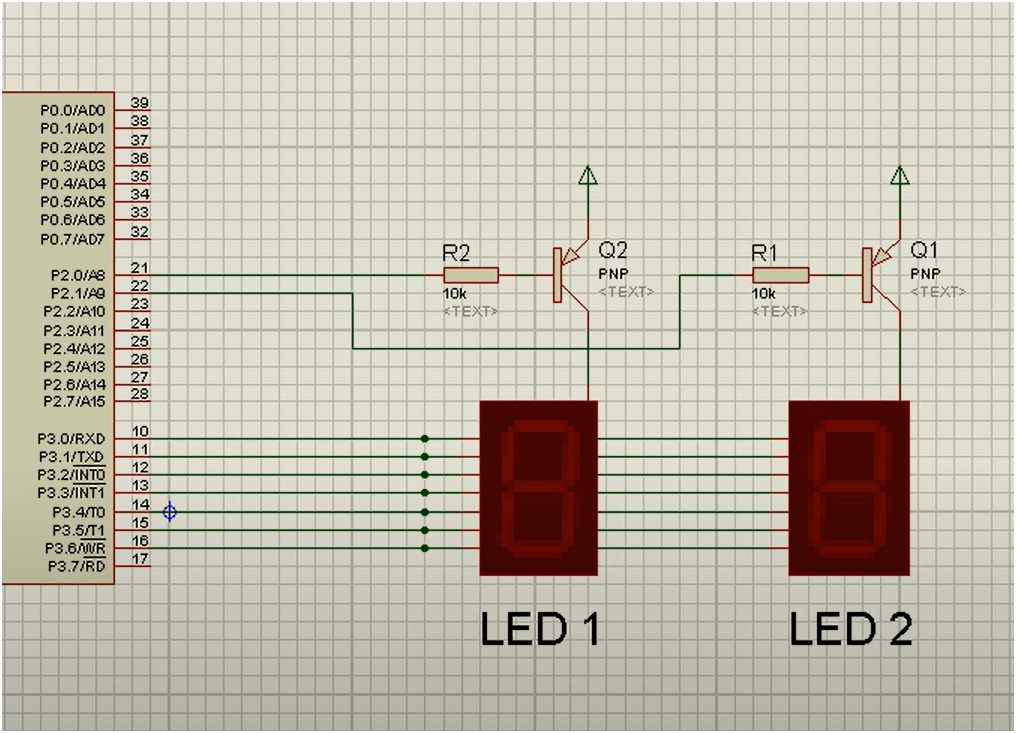 P0.0/AD0 39
P0.1/AD1 38
P0.2/AD2 37
P0.3/AD3 36
P0.4/AD4 35
P0.5/AD5 34
P0.6/AD6 33
P0.7/AD7 32
P2.0/A8 21
P2.1/A9 22
P2.2/A10 23
P2.3/A11 24
P2.4/A12 25
P2.5/A13 26
P2.6/A14 27
P2.7/A15 28
P3.0/RXD 10
P3.1/TXD 11
P3.2/INT0 12
P3.3/INT1 13
P3.4/T0 14
P3.5/T1 15
P3.6/WR 16
P3.7/RD 17
R2
10k
<TEXT>
Q2
PNP
<TEXT>
R1
10k
<TEXT>
Q1
PNP
<TEXT>
LED 1
LED 2